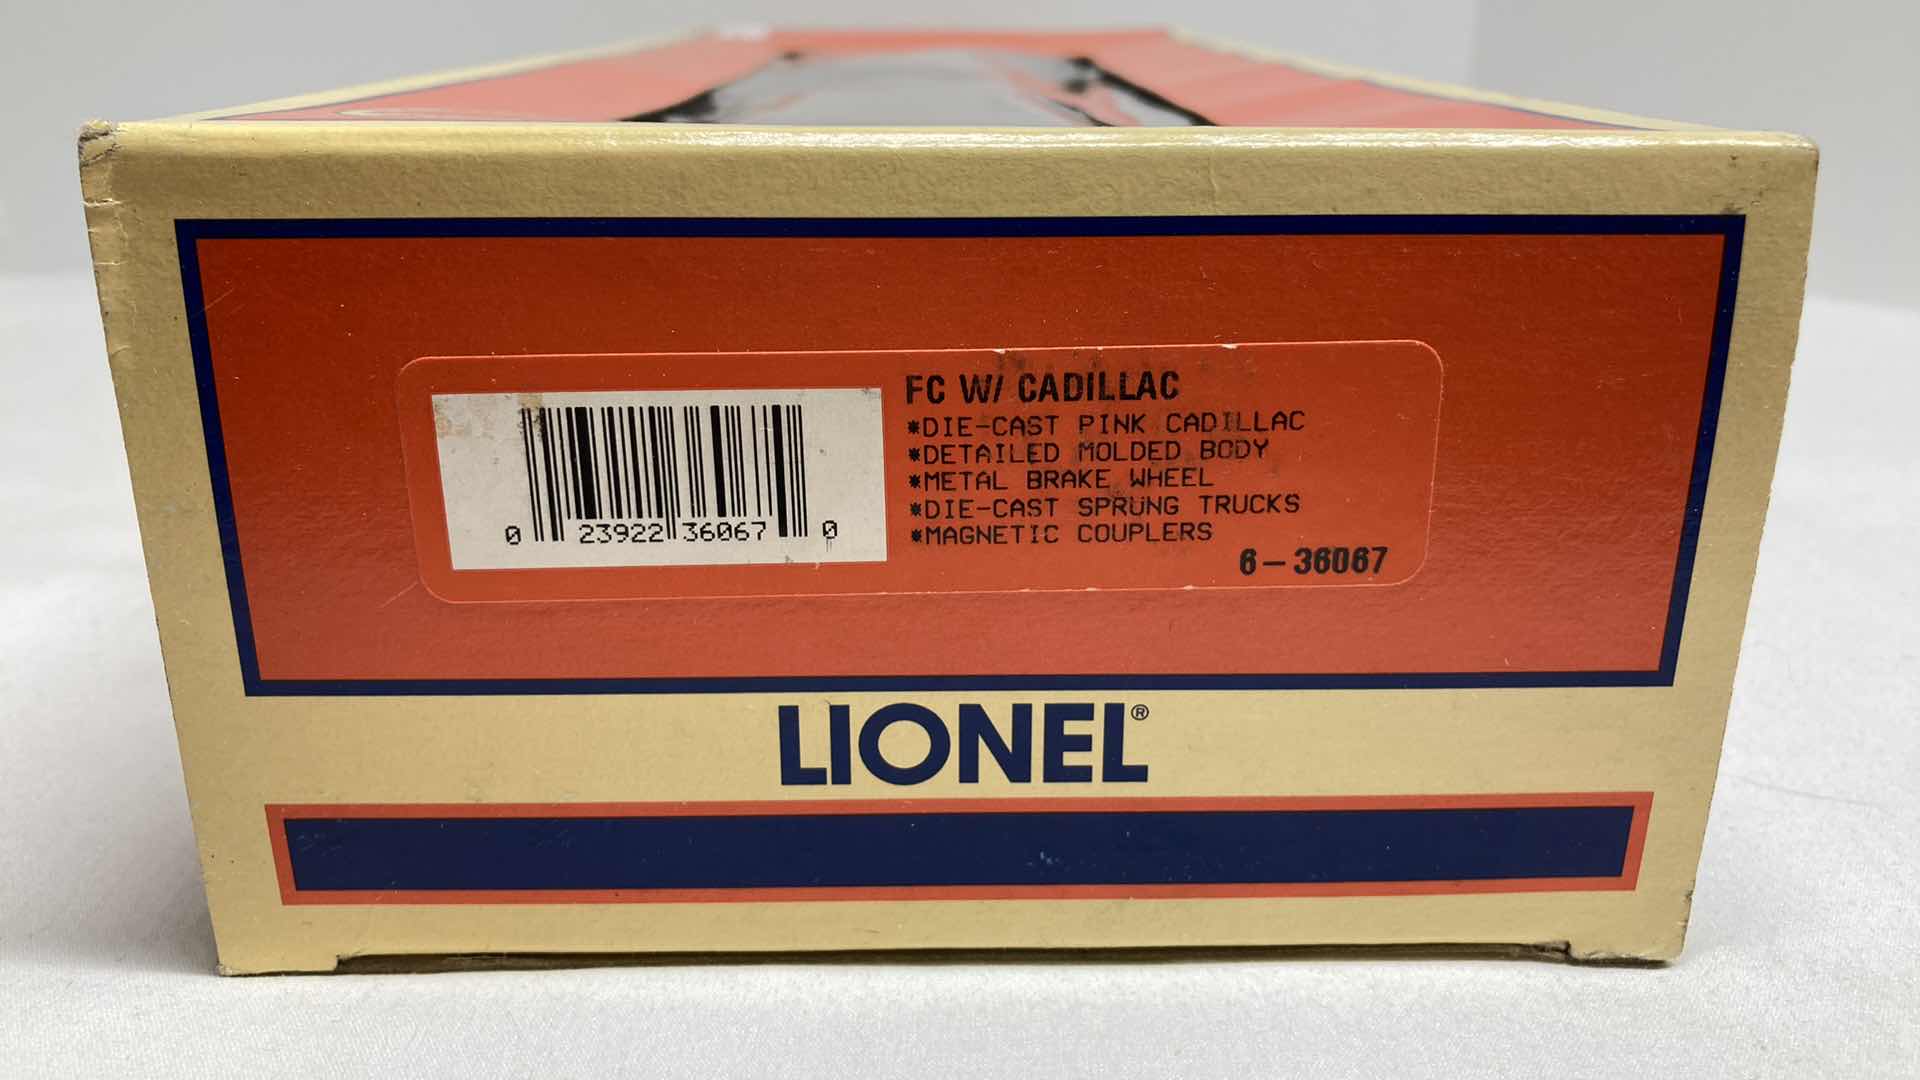 FC W/ CADILLAC
*DIE-CAST PINK CADILLAC
*DETAILED MOLDED BODY
*METAL BRAKE WHEEL
*DIE-CAST SPRUNG TRUCKS
*MAGNETIC COUPLERS
6-36067
0 23922 36067 0
LIONEL®